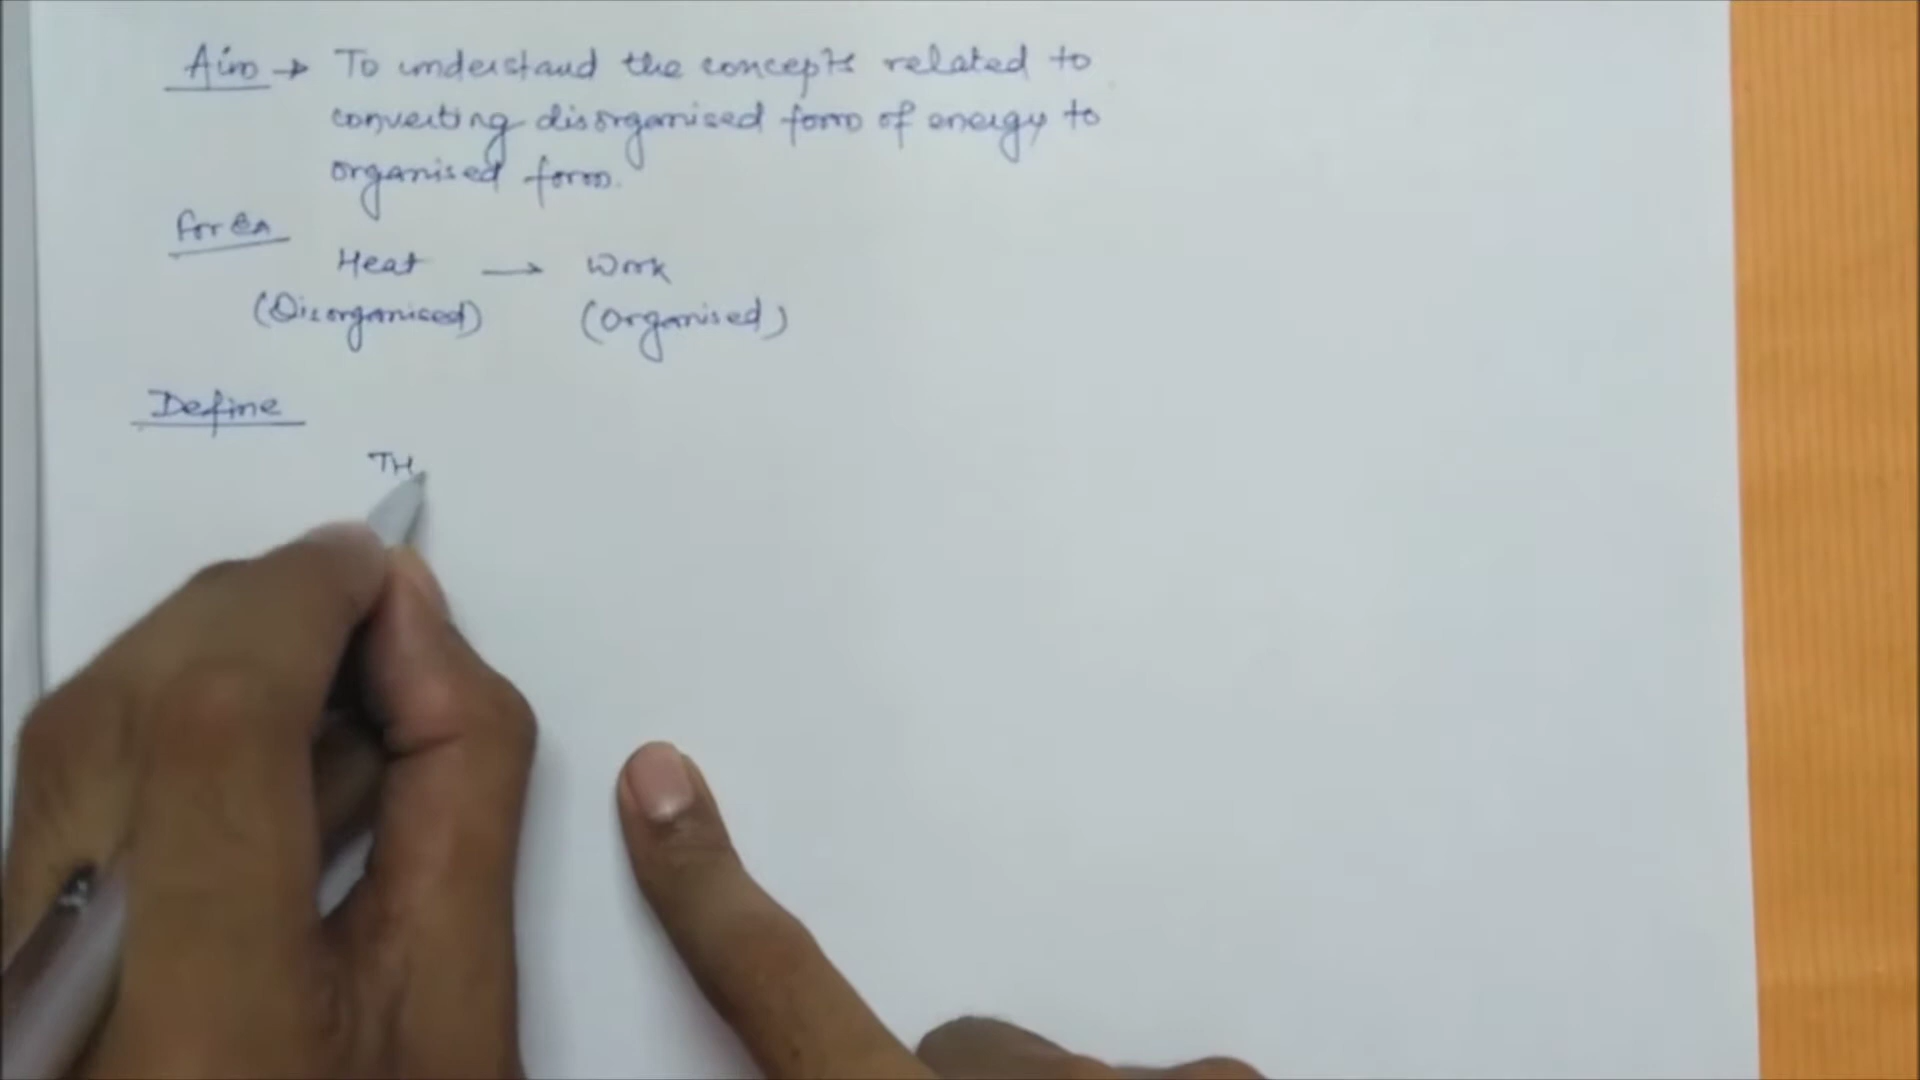 Aim → To understand the concepts related to
converting disorganised form of energy to
organised form.
For Ex
Heat → Work
(Disorganised) (Organised)
Define
TH